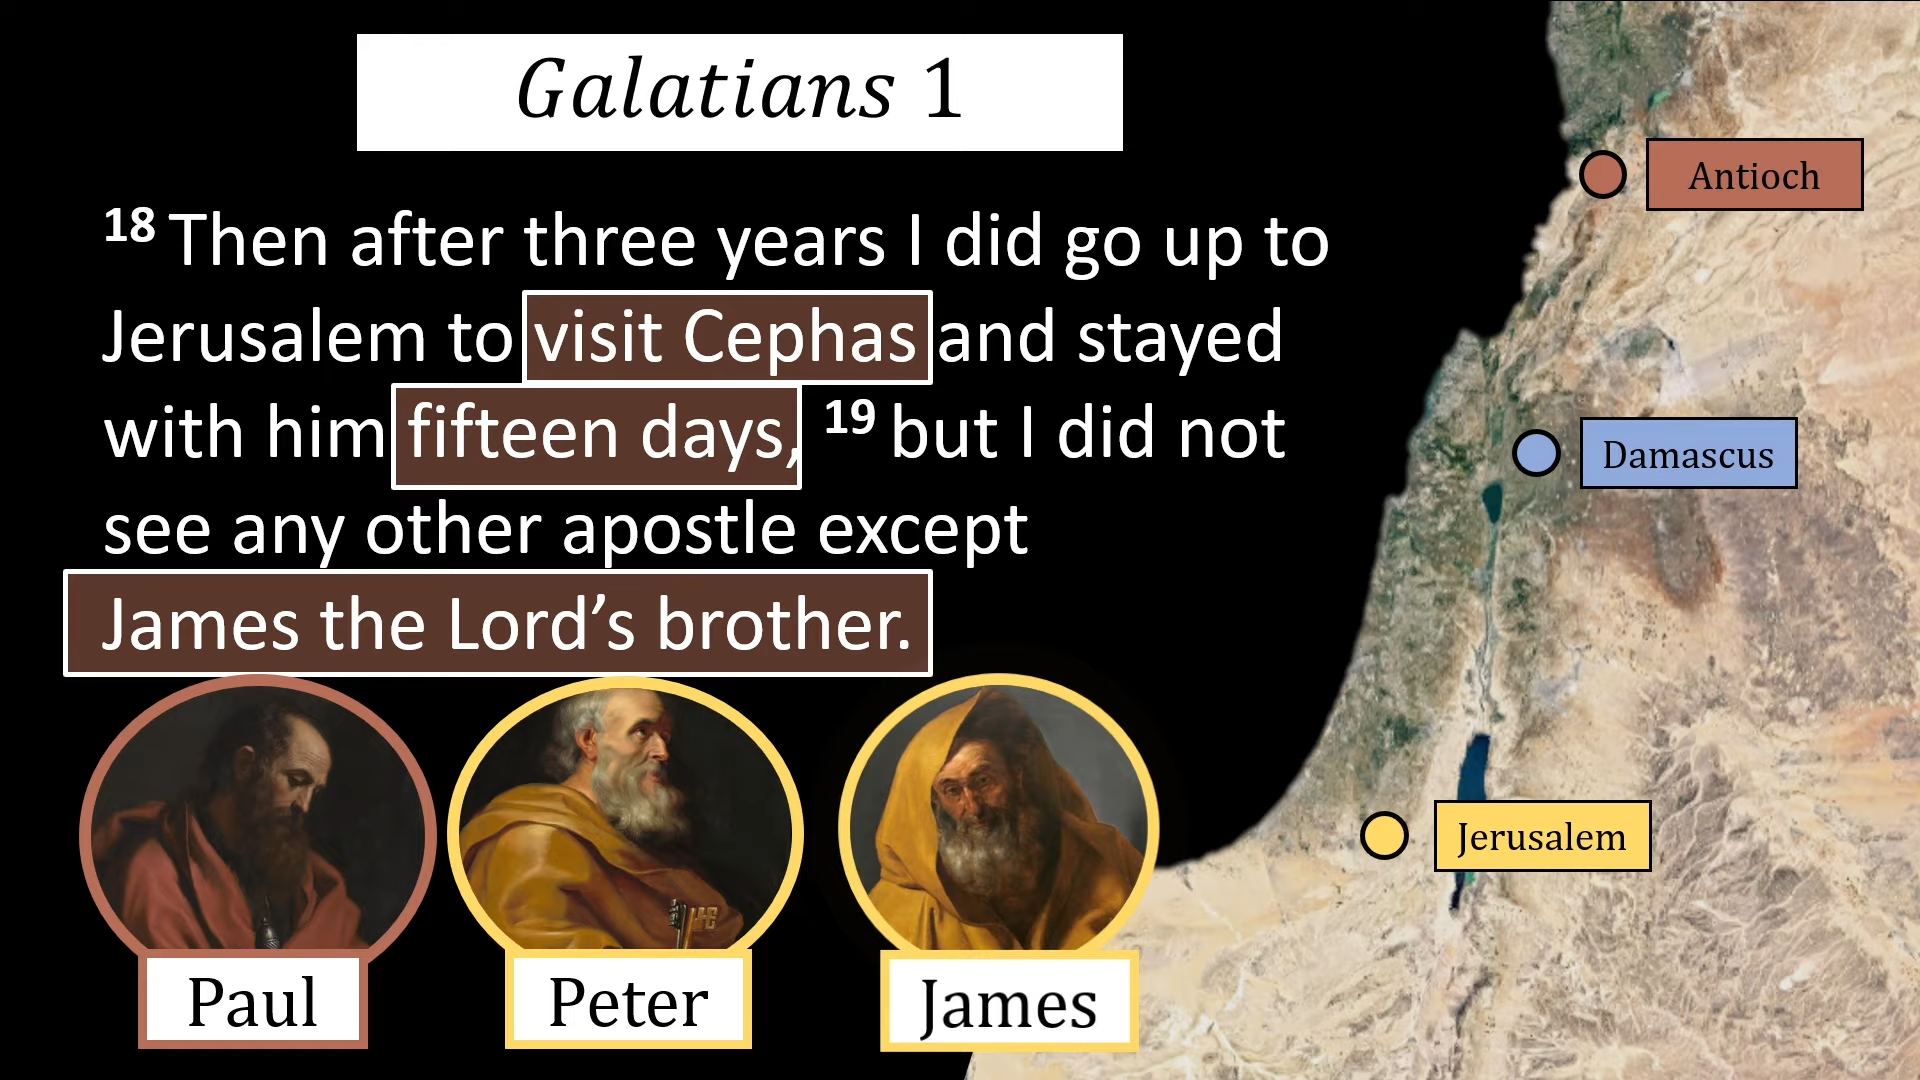 Galatians 1
18 Then after three years I did go up to
Jerusalem to visit Cephas and stayed
with him fifteen days, 19 but I did not
see any other apostle except
James the Lord’s brother.
Antioch
Damascus
Jerusalem
Paul
Peter
James